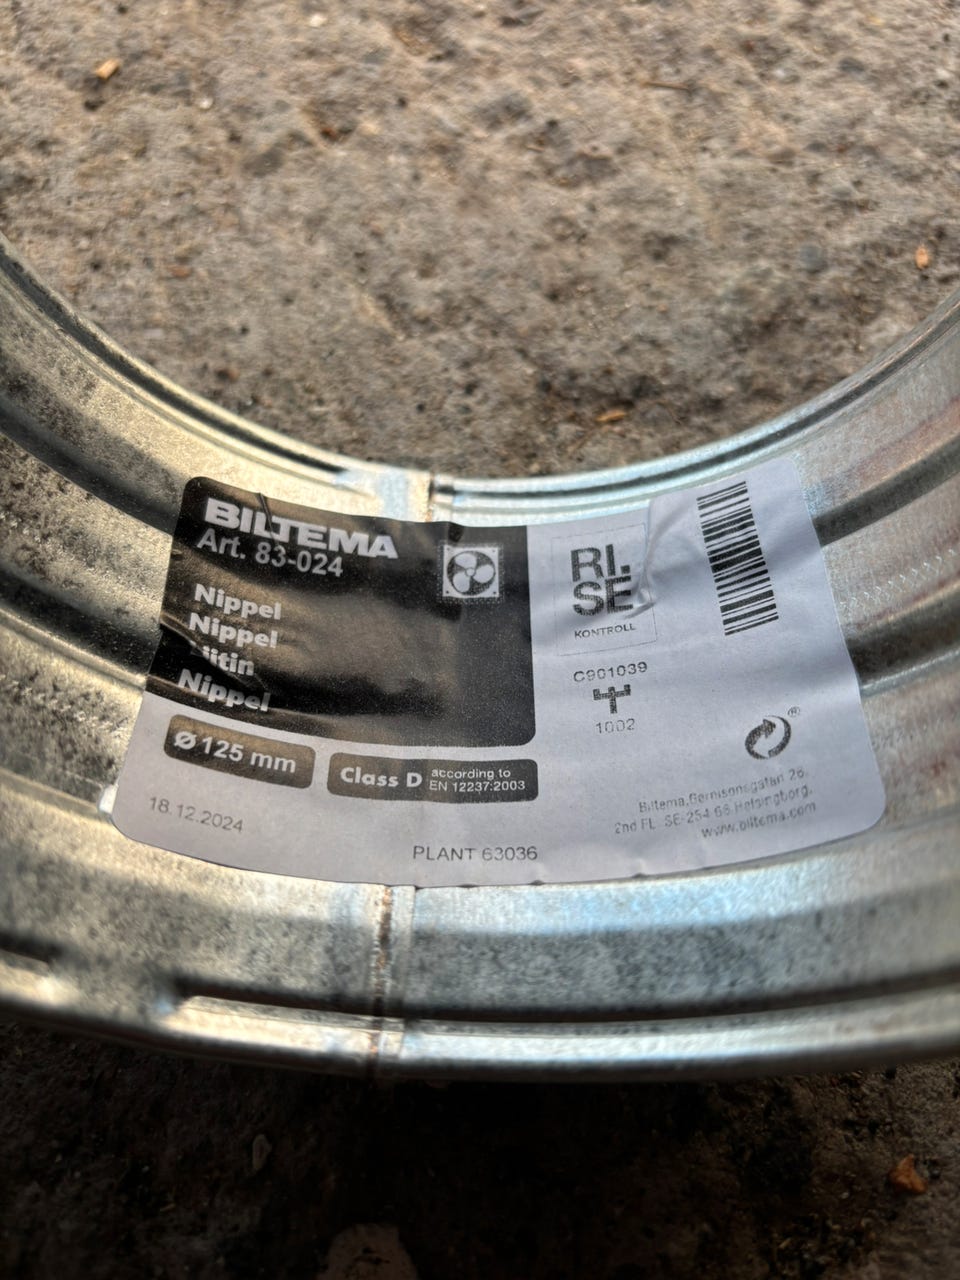 BILTEMA
Art. 83-024
Nippel
Nippel
Nippel
Ø 125 mm
Class D according to
EN 12237:2003
18.12.2024
PLANT 63036
RI.
SE
KONTROLL
C901039
1002
®
Biltema, Garnisonsgatan 26,
2nd FL. SE-254 66 Helsingborg,
www.biltema.com